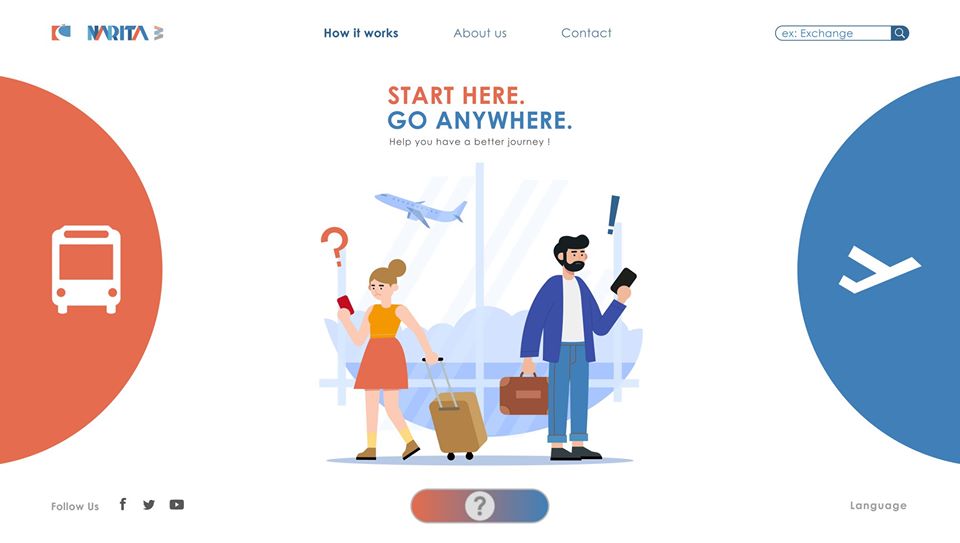 NARITA
How it works
About us
Contact
ex: Exchange
START HERE.
GO ANYWHERE.
Help you have a better journey !
?
!
Follow Us
?
Language